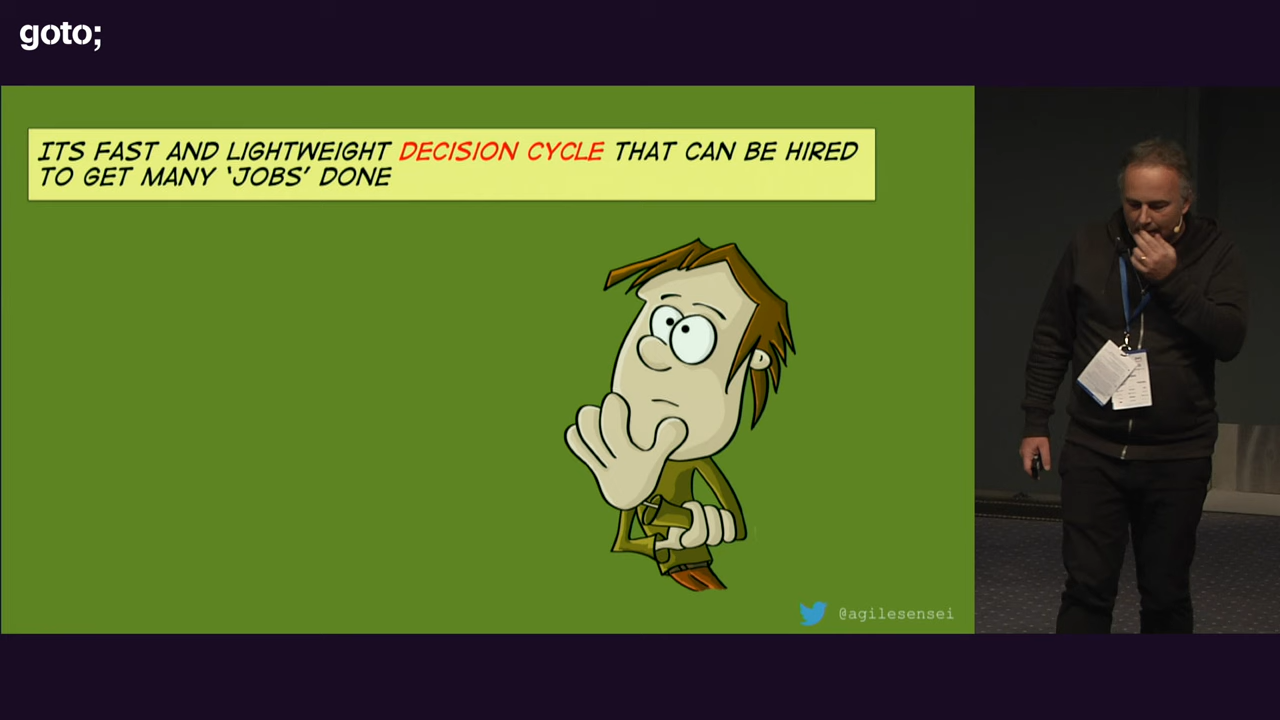 goto;
ITS FAST AND LIGHTWEIGHT DECISION CYCLE THAT CAN BE HIRED
TO GET MANY ‘JOBS’ DONE
@agilesensei